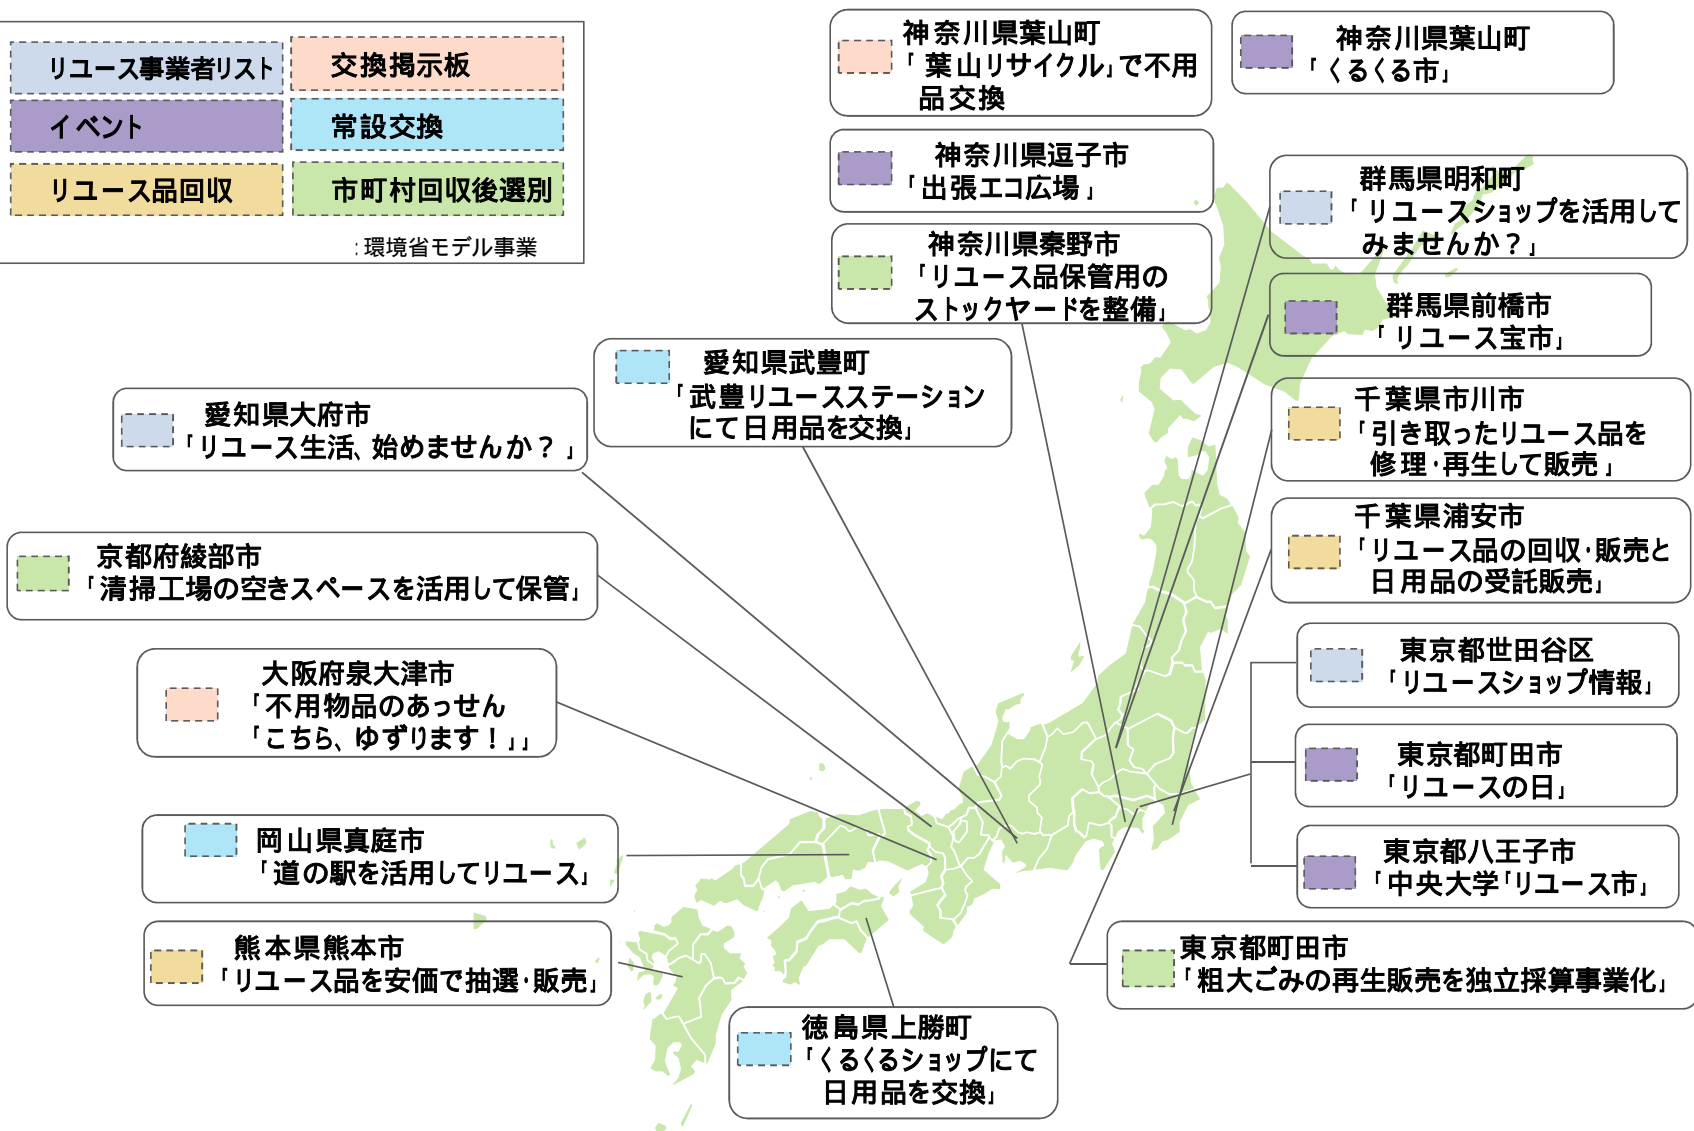 リユース事業者リスト
交換掲示板
イベント
常設交換
リユース品回収
市町村回収後選別
:環境省モデル事業
神奈川県葉山町
「葉山リサイクル」で不用
品交換
神奈川県葉山町
「くるくる市」
神奈川県逗子市
「出張エコ広場」
神奈川県秦野市
「リユース品保管用の
ストックヤードを整備」
群馬県明和町
「リユースショップを活用して
みませんか？」
群馬県前橋市
「リユース宝市」
愛知県武豊町
「武豊リユースステーション
にて日用品を交換」
愛知県大府市
「リユース生活、始めませんか？」
千葉県市川市
「引き取ったリユース品を
修理・再生して販売」
千葉県浦安市
「リユース品の回収・販売と
日用品の受託販売」
京都府綾部市
「清掃工場の空きスペースを活用して保管」
東京都世田谷区
「リユースショップ情報」
大阪府泉大津市
「不用物品のあっせん
「こちら、ゆずります！」」
東京都町田市
「リユースの日」
岡山県真庭市
「道の駅を活用してリユース」
東京都八王子市
「中央大学「リユース市」
熊本県熊本市
「リユース品を安価で抽選・販売」
東京都町田市
「粗大ごみの再生販売を独立採算事業化」
徳島県上勝町
「くるくるショップにて
日用品を交換」